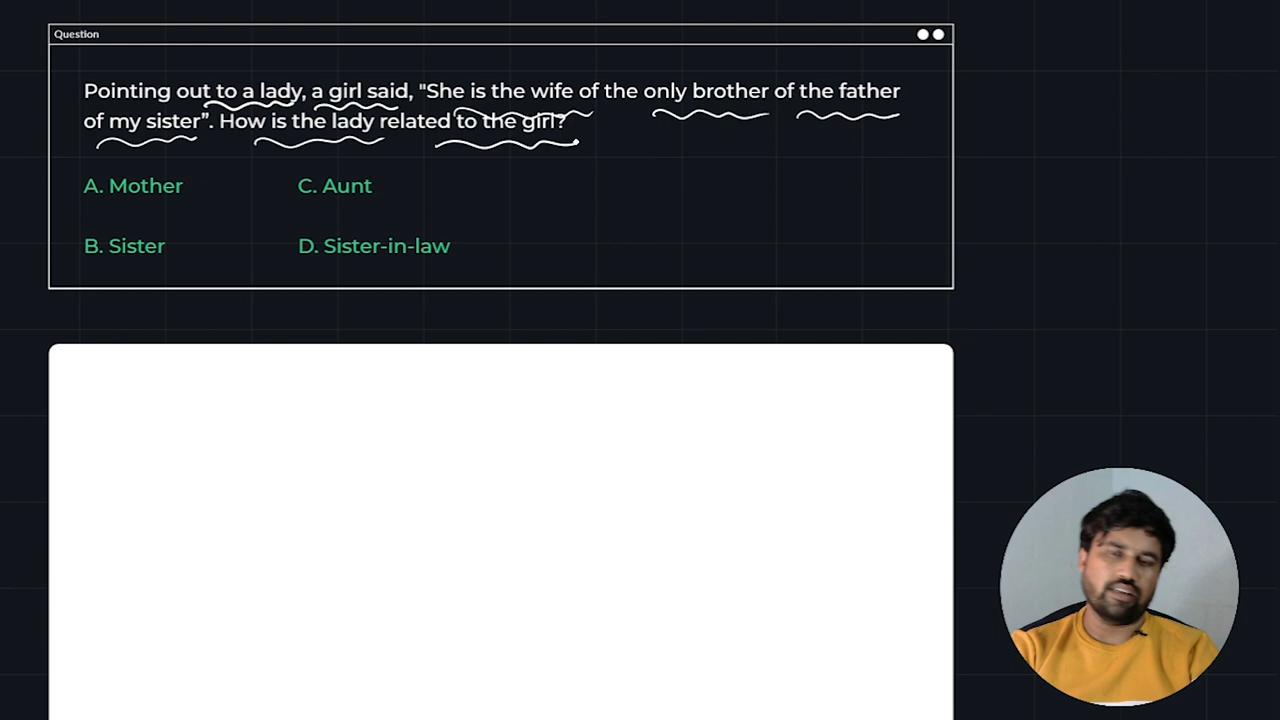 Question
Pointing out to a lady, a girl said, "She is the wife of the only brother of the father
of my sister”. How is the lady related to the girl?
A. Mother
C. Aunt
B. Sister
D. Sister-in-law